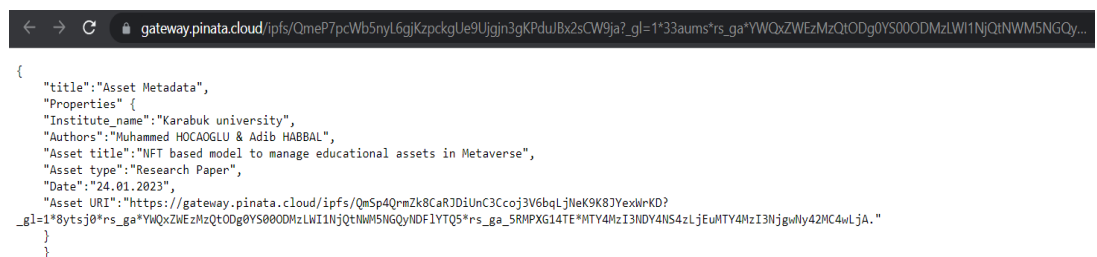 gateway.pinata.cloud/ipfs/QmeP7pcWb5nyL6gjKzpckgUe9Ujgjn3gKPduJBx2sCW9ja?_gl=1*33aums*rs_ga*YWQxZWEzMzQtODg0YS00ODMzLWI1NjQtNWM5NGQy...
{
"title":"Asset Metadata",
"Properties" {
"Institute_name":"Karabuk university",
"Authors":"Muhammed HOCAOGLU & Adib HABBAL",
"Asset title":"NFT based model to manage educational assets in Metaverse",
"Asset type":"Research Paper",
"Date":"24.01.2023",
"Asset URI":"https://gateway.pinata.cloud/ipfs/QmSp4QrmZk8CaRJDiUnC3Ccoj3V6bqLjNeK9K8JYexWrKD?
_gl=1*8ytsj0*rs_ga*YWQxZWEzMzQtODg0YS00ODMzLWI1NjQtNWM5NGQyNDFlYTQ5*rs_ga_5RMPXG14TE*MTY4MzI3NDY4NS4zLjEuMTY4MzI3NjgwNy42MC4wLjA."
}
}